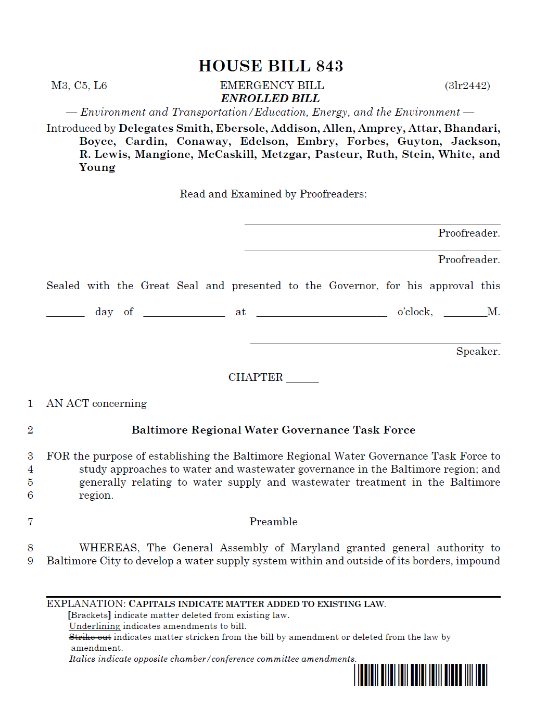 HOUSE BILL 843
M3, C5, L6 EMERGENCY BILL (3lr2442)
ENROLLED BILL
— Environment and Transportation/Education, Energy, and the Environment —
Introduced by Delegates Smith, Ebersole, Addison, Allen, Amprey, Attar, Bhandari,
Boyce, Cardin, Conaway, Edelson, Embry, Forbes, Guyton, Jackson,
R. Lewis, Mangione, McCaskill, Metzgar, Pasteur, Ruth, Stein, White, and
Young
Read and Examined by Proofreaders:
Proofreader.
Proofreader.
Sealed with the Great Seal and presented to the Governor, for his approval this
_______ day of _______________ at ________________________ o'clock, ________M.
Speaker.
CHAPTER ______
1 AN ACT concerning
2 Baltimore Regional Water Governance Task Force
3 FOR the purpose of establishing the Baltimore Regional Water Governance Task Force to
4 study approaches to water and wastewater governance in the Baltimore region; and
5 generally relating to water supply and wastewater treatment in the Baltimore
6 region.
7 Preamble
8 WHEREAS, The General Assembly of Maryland granted general authority to
9 Baltimore City to develop a water supply system within and outside of its borders, impound
EXPLANATION: CAPITALS INDICATE MATTER ADDED TO EXISTING LAW.
[Brackets] indicate matter deleted from existing law.
Underlining indicates amendments to bill.
Strike out indicates matter stricken from the bill by amendment or deleted from the law by
amendment.
Italics indicate opposite chamber/conference committee amendments.